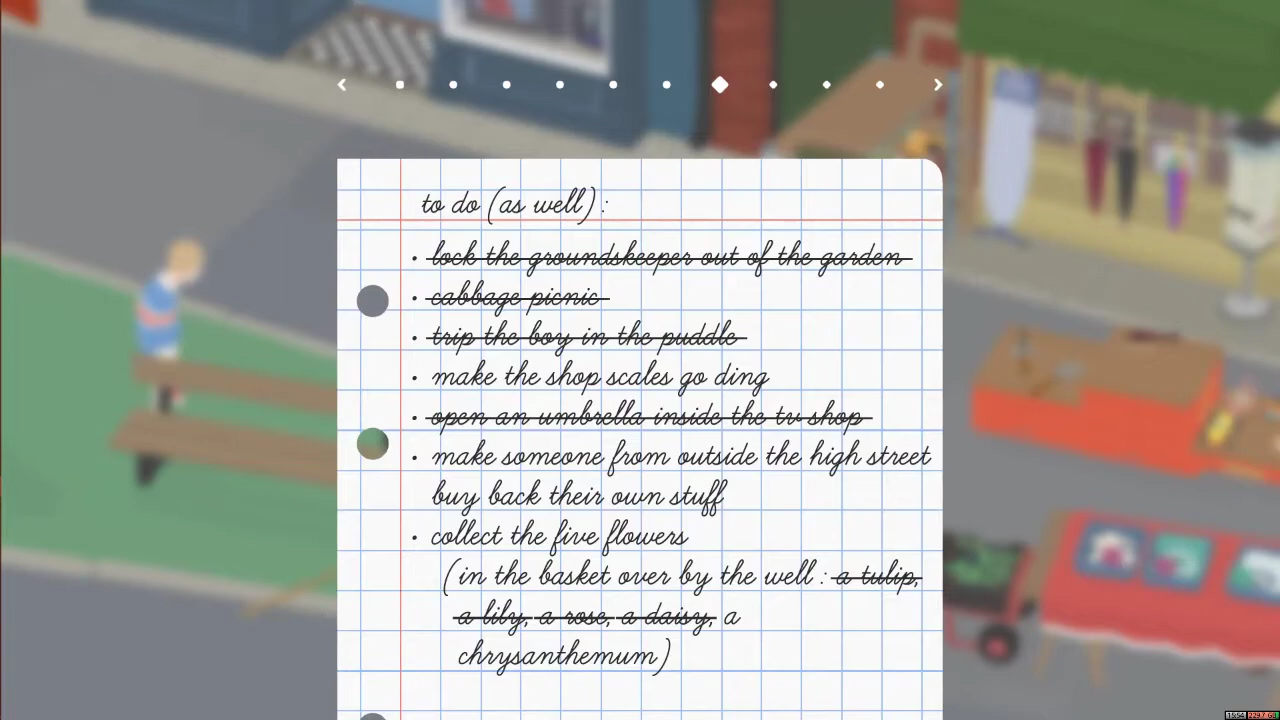 to do (as well) :
• lock the groundskeeper out of the garden
• cabbage picnic
• trip the boy in the puddle
• make the shop scales go ding
• open an umbrella inside the tv shop
• make someone from outside the high street
buy back their own stuff
• collect the five flowers
(in the basket over by the well : a tulip,
a lily, a rose, a daisy, a
chrysanthemum)